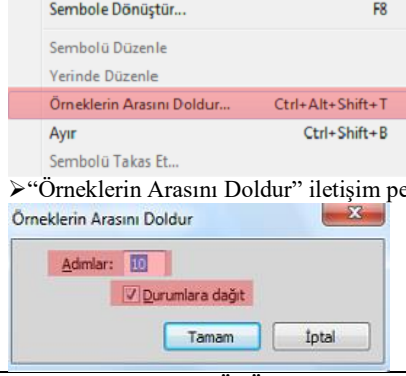 Sembole Dönüştür... F8
Sembolü Düzenle
Yerinde Düzenle
Örneklerin Arasını Doldur... Ctrl+Alt+Shift+T
Ayır Ctrl+Shift+B
Sembolü Takas Et...
➢“Örneklerin Arasını Doldur” iletişim pe
Örneklerin Arasını Doldur
Adımlar: 10
Durumlara dağıt
Tamam İptal